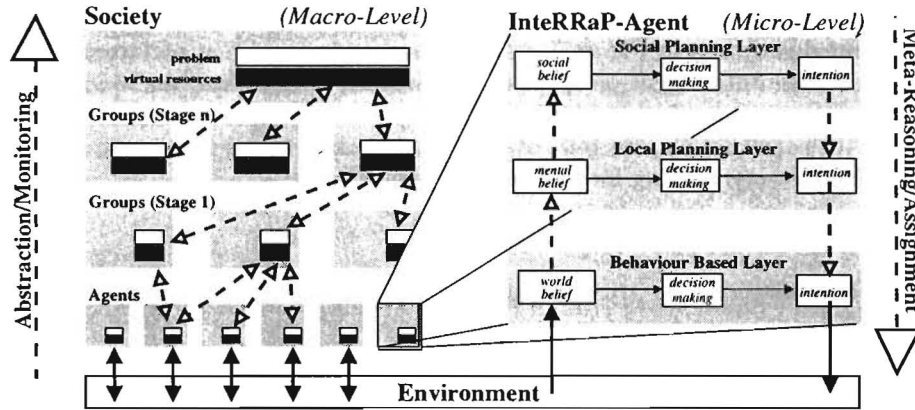 Society (Macro-Level)
problem
virtual resources
Groups (Stage n)
Groups (Stage 1)
Agents
Abstraction/Monitoring
InteRRaP-Agent (Micro-Level)
Social Planning Layer
social
belief
decision
making
intention
Local Planning Layer
mental
belief
decision
making
intention
Behaviour Based Layer
world
belief
decision
making
intention
Meta-Reasoning/Assignment
Environment